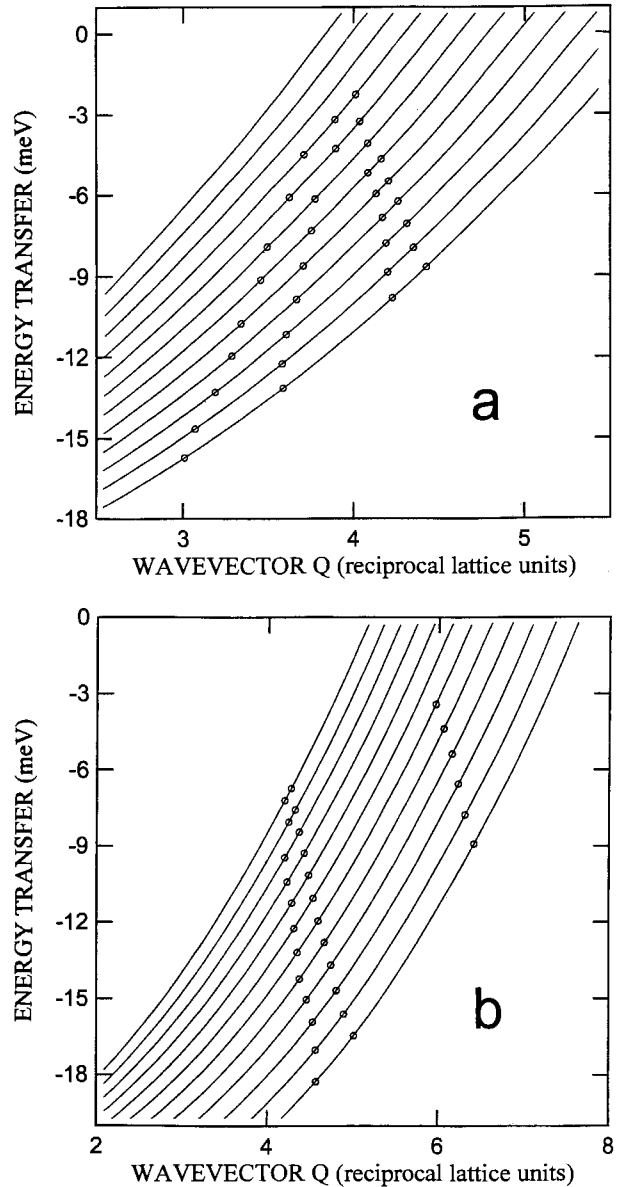 0
-3
-6
-9
-12
-15
-18
ENERGY TRANSFER (meV)
a
3 4 5
WAVEVECTOR Q (reciprocal lattice units)
0
-3
-6
-9
-12
-15
-18
ENERGY TRANSFER (meV)
b
2 4 6 8
WAVEVECTOR Q (reciprocal lattice units)